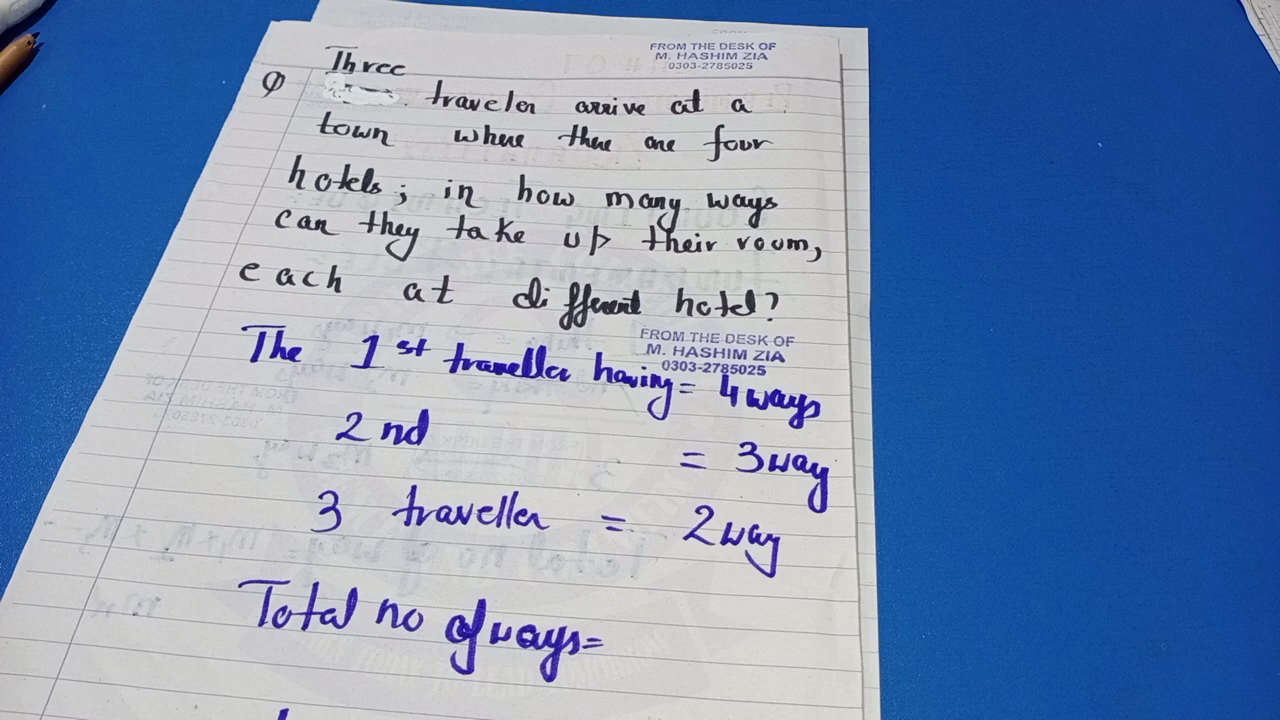 FROM THE DESK OF
M. HASHIM ZIA
0303-2785025
Three
Q traveler arrive at a
town where there are four
hotels; in how many ways
can they take up their room,
each at different hotel?
FROM THE DESK OF
M. HASHIM ZIA
0303-2785025
The 1st traveller having = 4 ways
2nd = 3 way
3 traveller = 2 way
Total no of ways =